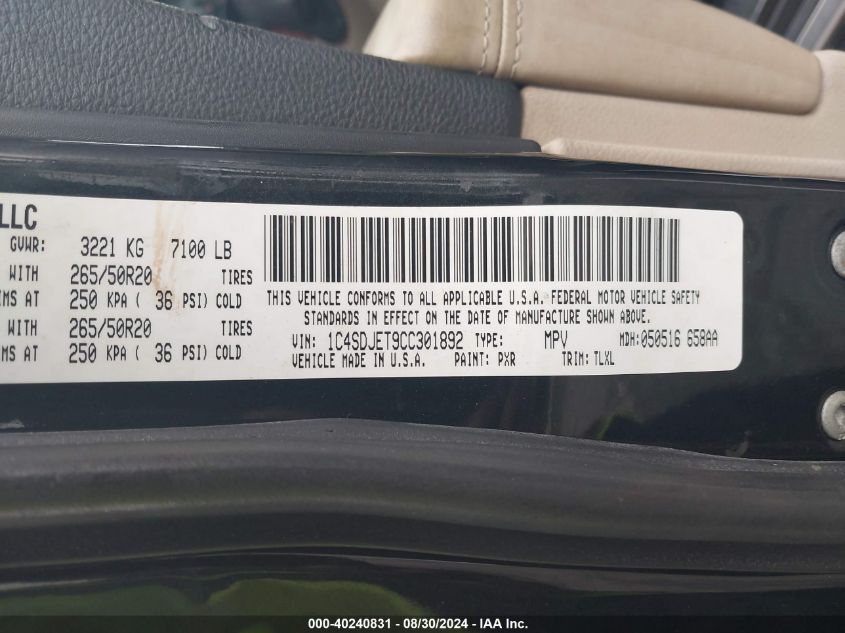 LLC
GVWR: 3221 KG 7100 LB
WITH 265/50R20 TIRES
MS AT 250 KPA ( 36 PSI) COLD
WITH 265/50R20 TIRES
MS AT 250 KPA ( 36 PSI) COLD
THIS VEHICLE CONFORMS TO ALL APPLICABLE U.S.A. FEDERAL MOTOR VEHICLE SAFETY
STANDARDS IN EFFECT ON THE DATE OF MANUFACTURE SHOWN ABOVE.
VIN: 1C4SDJET9CC301892 TYPE: MPV MDH:050516 658AA
VEHICLE MADE IN U.S.A. PAINT: PXR TRIM: TLXL
000-40240831 - 08/30/2024 - IAA Inc.